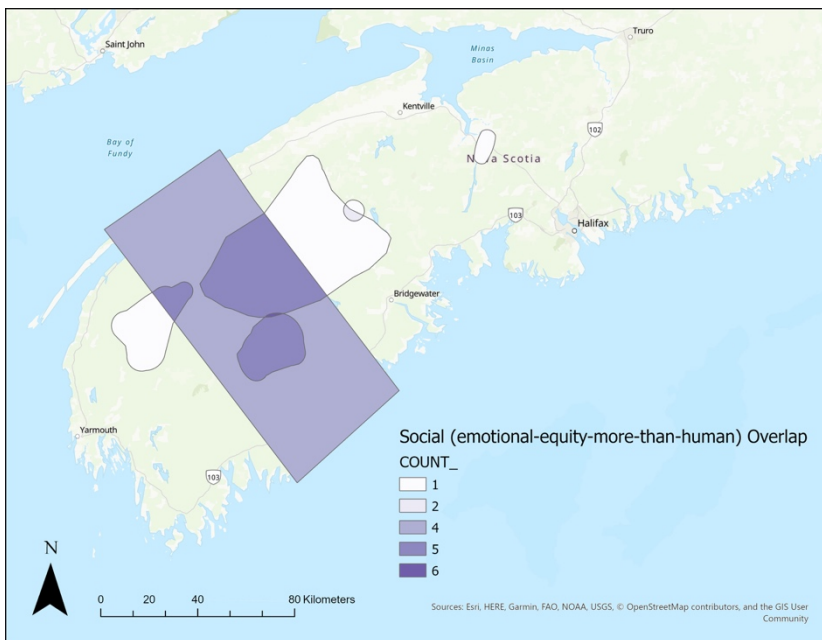 Saint John
Truro
Minas
Basin
Kentville
Bay of
Fundy
102
Nova Scotia
103
Halifax
Bridgewater
Yarmouth
103
Social (emotional-equity-more-than-human) Overlap
COUNT_
1
2
4
5
6
N
0 20 40 80 Kilometers
Sources: Esri, HERE, Garmin, FAO, NOAA, USGS, © OpenStreetMap contributors, and the GIS User
Community